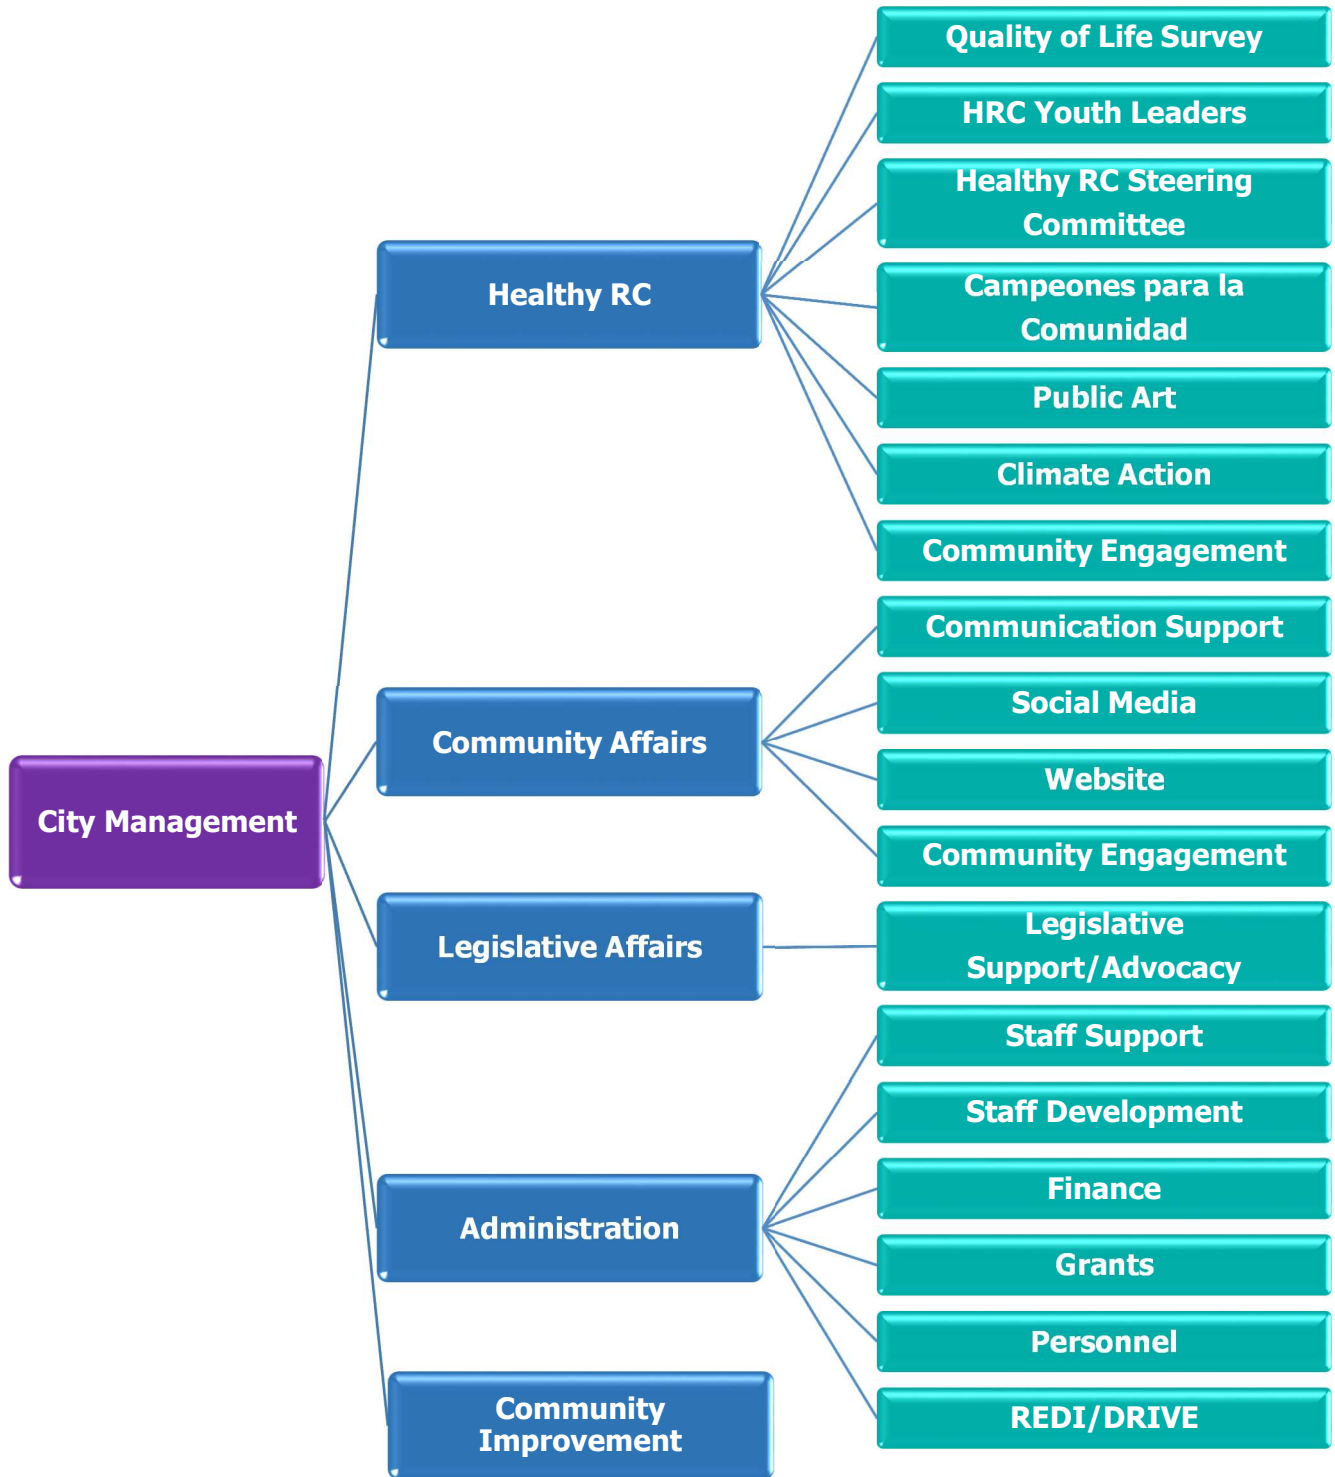 City Management
Healthy RC
Quality of Life Survey
HRC Youth Leaders
Healthy RC Steering
Committee
Campeones para la
Comunidad
Public Art
Climate Action
Community Engagement
Community Affairs
Communication Support
Social Media
Website
Community Engagement
Legislative Affairs
Legislative
Support/Advocacy
Administration
Staff Support
Staff Development
Finance
Grants
Personnel
REDI/DRIVE
Community
Improvement